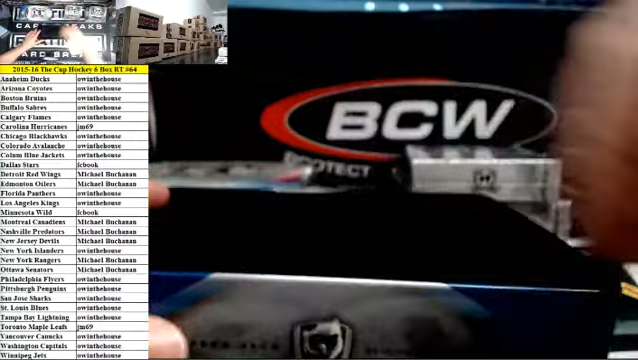 CARD BREAKS
ARD BREA
2015-16 The Cup Hockey 6 Box RT #64
Anaheim Ducks owinthehouse
Arizona Coyotes owinthehouse
Boston Bruins owinthehouse
Buffalo Sabres owinthehouse
Calgary Flames owinthehouse
Carolina Hurricanes jm69
Chicago Blackhawks owinthehouse
Colorado Avalanche owinthehouse
Colum Blue Jackets owinthehouse
Dallas Stars fcbook
Detroit Red Wings Michael Buchanan
Edmonton Oilers Michael Buchanan
Florida Panthers owinthehouse
Los Angeles Kings owinthehouse
Minnesota Wild fcbook
Montreal Canadiens Michael Buchanan
Nashville Predators Michael Buchanan
New Jersey Devils Michael Buchanan
New York Islanders owinthehouse
New York Rangers Michael Buchanan
Ottawa Senators Michael Buchanan
Philadelphia Flyers owinthehouse
Pittsburgh Penguins owinthehouse
San Jose Sharks owinthehouse
St. Louis Blues owinthehouse
Tampa Bay Lightning owinthehouse
Toronto Maple Leafs jm69
Vancouver Canucks owinthehouse
Washington Capitals owinthehouse
Winnipeg Jets owinthehouse
BCW
PROTECT